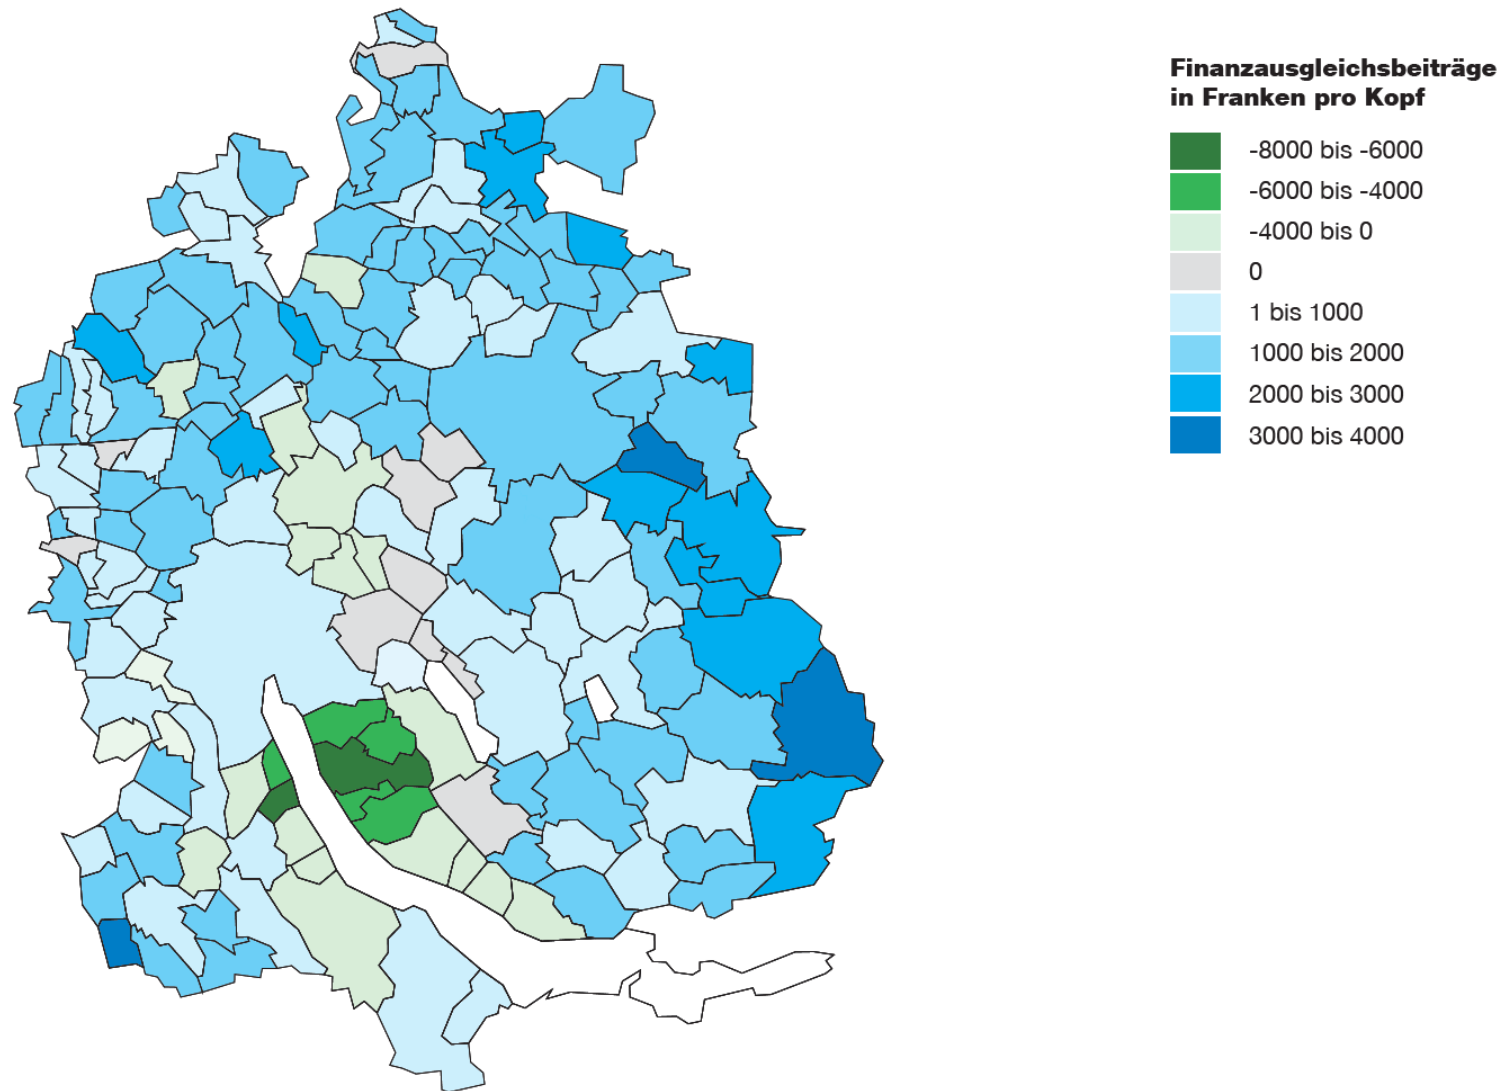 Finanzausgleichsbeiträge
in Franken pro Kopf
-8000 bis -6000
-6000 bis -4000
-4000 bis 0
0
1 bis 1000
1000 bis 2000
2000 bis 3000
3000 bis 4000